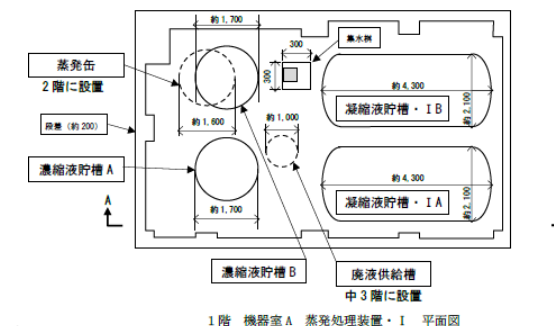 約1,700
300
集水桝
蒸発缶
2階に設置
300
約4,300
約2,100
凝縮液貯槽・ⅠB
段差(約200)
約1,600
約1,000
濃縮液貯槽A
約4,300
約2,100
凝縮液貯槽・ⅠA
A
約1,700
濃縮液貯槽B
廃液供給槽
中3階に設置
1階 機器室A 蒸発処理装置・Ⅰ 平面図